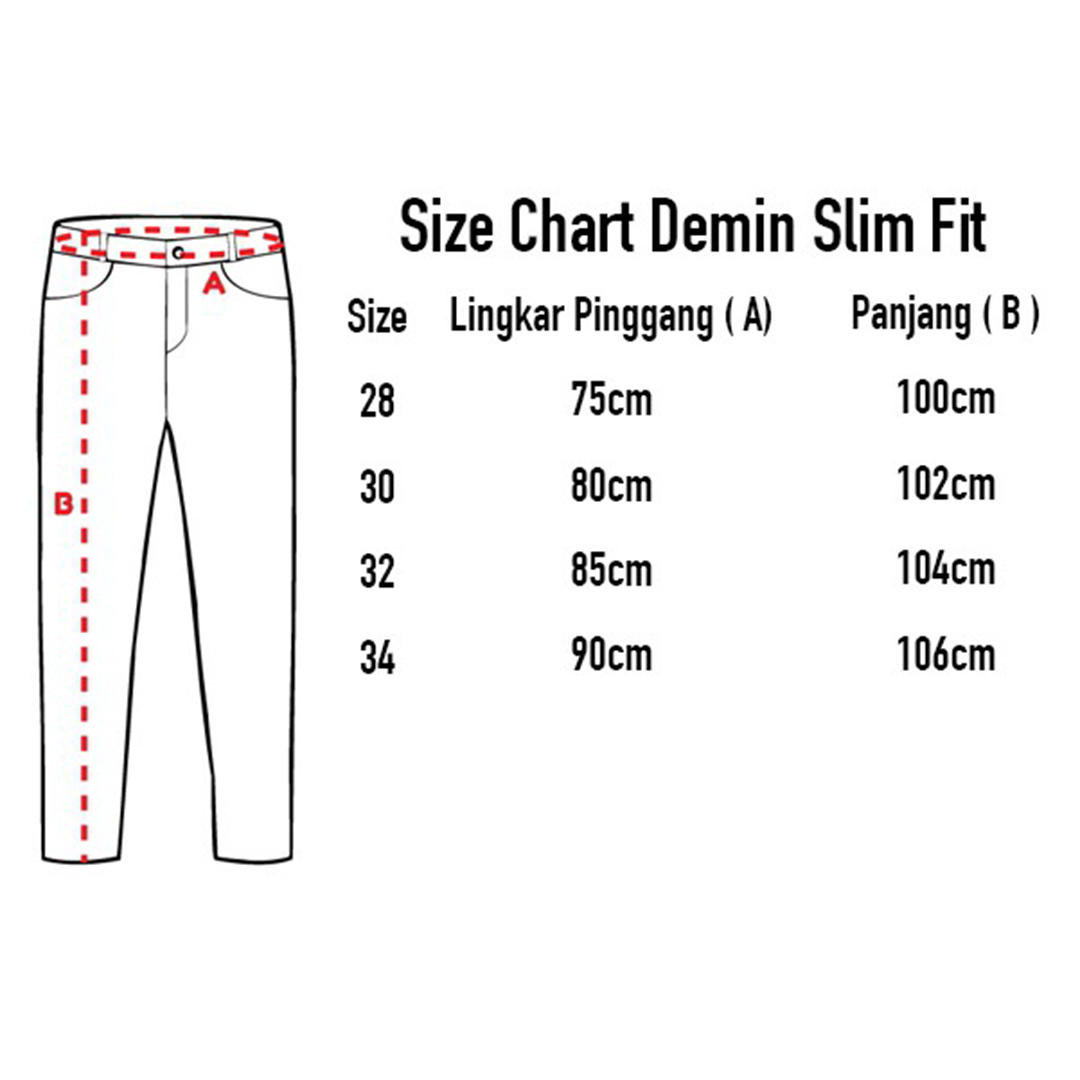 Size Chart Demin Slim Fit
Size Lingkar Pinggang ( A) Panjang ( B )
28 75cm 100cm
30 80cm 102cm
32 85cm 104cm
34 90cm 106cm
A
B